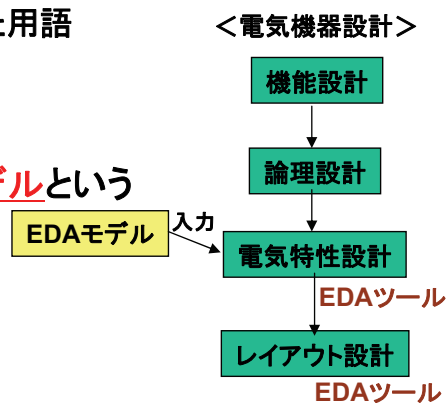 た用語
＜電気機器設計＞
機能設計
論理設計
デルという
EDAモデル
入力
電気特性設計
EDAツール
レイアウト設計
EDAツール